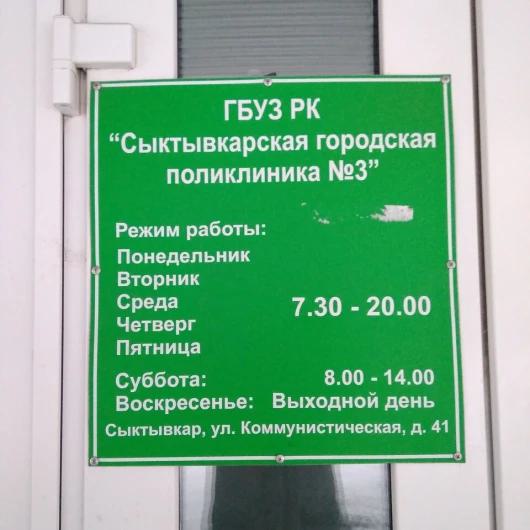 ГБУЗ РК
“Сыктывкарская городская
поликлиника №3”
Режим работы:
Понедельник
Вторник
Среда
7.30 - 20.00
Четверг
Пятница
Суббота: 8.00 - 14.00
Воскресенье: Выходной день
Сыктывкар, ул. Коммунистическая, д. 41